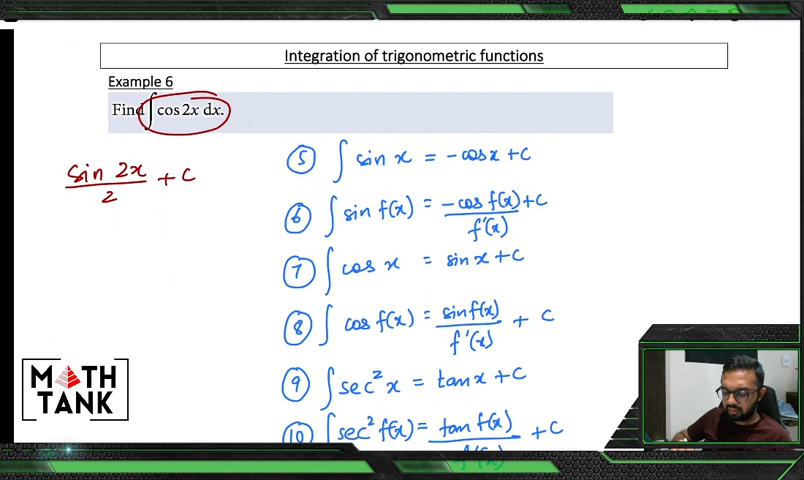 Integration of trigonometric functions
Example 6
Find ∫ cos 2x dx.
sin 2x / 2 + c
⑤ ∫ sin x = -cos x + c
⑥ ∫ sin f(x) = -cos f(x) / f'(x) + c
⑦ ∫ cos x = sin x + c
⑧ ∫ cos f(x) = sin f(x) / f'(x) + c
⑨ ∫ sec² x = tan x + c
⑩ ∫ sec² f(x) = tan f(x) / f'(x) + c
MATH
TANK